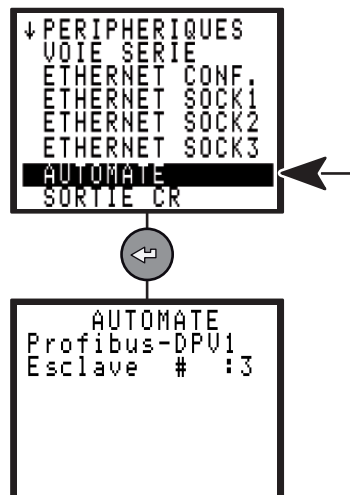 ↓PERIPHERIQUES
VOIE SERIE
ETHERNET CONF.
ETHERNET SOCK1
ETHERNET SOCK2
ETHERNET SOCK3
AUTOMATE
SORTIE CR
AUTOMATE
Profibus-DPV1
Esclave # :3